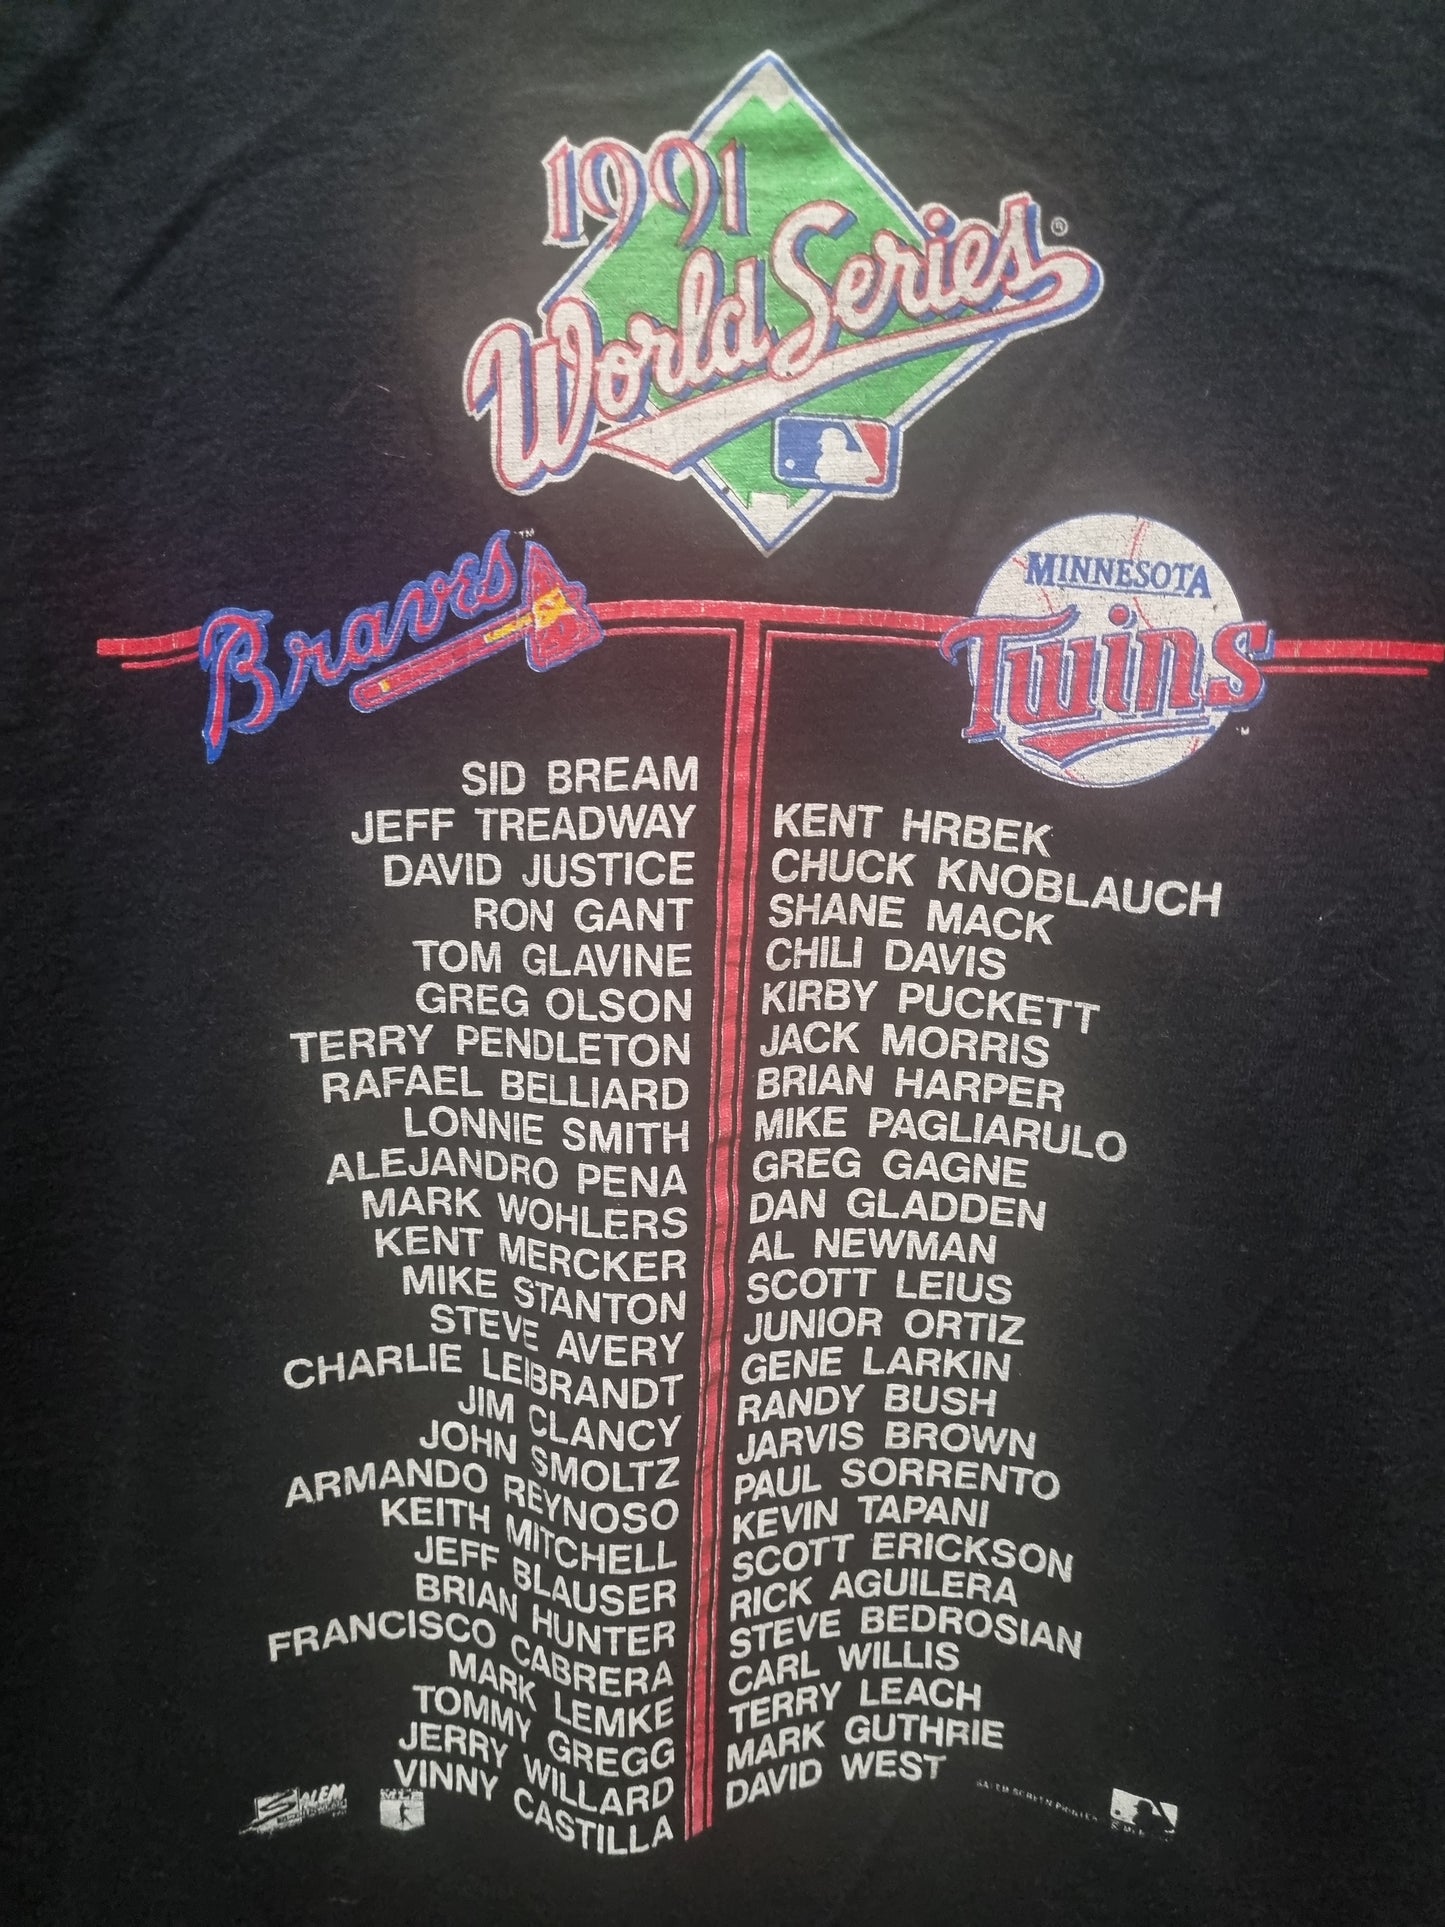 1991
World Series ®
Braves ™
MINNESOTA
Twins
SID BREAM
JEFF TREADWAY
DAVID JUSTICE
RON GANT
TOM GLAVINE
GREG OLSON
TERRY PENDLETON
RAFAEL BELLIARD
LONNIE SMITH
ALEJANDRO PENA
MARK WOHLERS
KENT MERCKER
MIKE STANTON
STEVE AVERY
CHARLIE LEIBRANDT
JIM CLANCY
JOHN SMOLTZ
ARMANDO REYNOSO
KEITH MITCHELL
JEFF BLAUSER
BRIAN HUNTER
FRANCISCO CABRERA
MARK LEMKE
TOMMY GREGG
JERRY WILLARD
VINNY CASTILLA
KENT HRBEK
CHUCK KNOBLAUCH
SHANE MACK
CHILI DAVIS
KIRBY PUCKETT
JACK MORRIS
BRIAN HARPER
MIKE PAGLIARULO
GREG GAGNE
DAN GLADDEN
AL NEWMAN
SCOTT LEIUS
JUNIOR ORTIZ
GENE LARKIN
RANDY BUSH
JARVIS BROWN
PAUL SORRENTO
KEVIN TAPANI
SCOTT ERICKSON
RICK AGUILERA
STEVE BEDROSIAN
CARL WILLIS
TERRY LEACH
MARK GUTHRIE
DAVID WEST
SALEM
SALEM SCREEN PRINTER